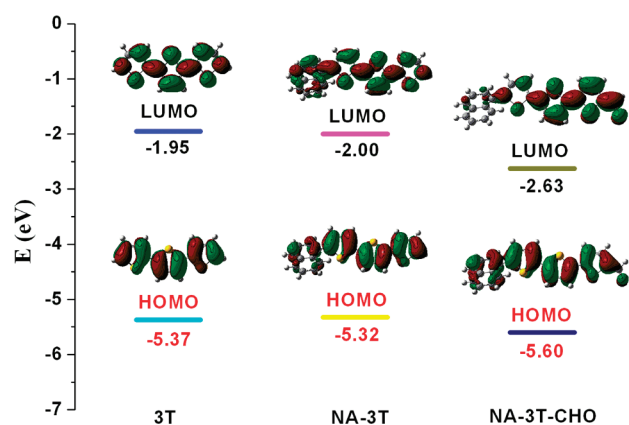 E (eV)
0
-1
-2
-3
-4
-5
-6
-7
LUMO
-1.95
HOMO
-5.37
3T
LUMO
-2.00
HOMO
-5.32
NA-3T
LUMO
-2.63
HOMO
-5.60
NA-3T-CHO